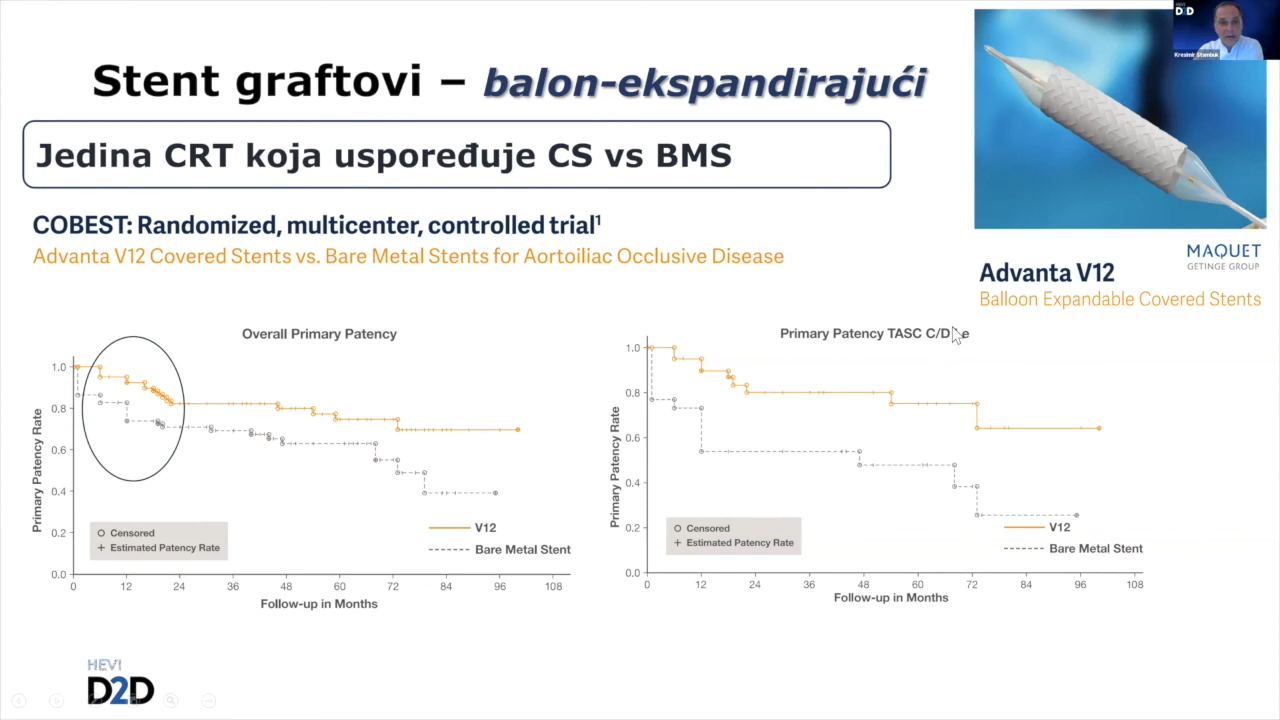 HEVI
D2D
Kresimir Stambuk
Stent graftovi – balon-ekspandirajući
Jedina CRT koja uspoređuje CS vs BMS
COBEST: Randomized, multicenter, controlled trial¹
Advanta V12 Covered Stents vs. Bare Metal Stents for Aortoiliac Occlusive Disease
MAQUET
GETINGE GROUP
Advanta V12
Balloon Expandable Covered Stents
Overall Primary Patency
Primary Patency Rate
1.0
0.8
0.6
0.4
0.2
0.0
Censored
Estimated Patency Rate
V12
Bare Metal Stent
0 12 24 36 48 60 72 84 96 108
Follow-up in Months
Primary Patency TASC C/D
Primary Patency Rate
1.0
0.8
0.6
0.4
0.2
0.0
Censored
Estimated Patency Rate
V12
Bare Metal Stent
0 12 24 36 48 60 72 84 96 108
Follow-up in Months
HEVI
D2D